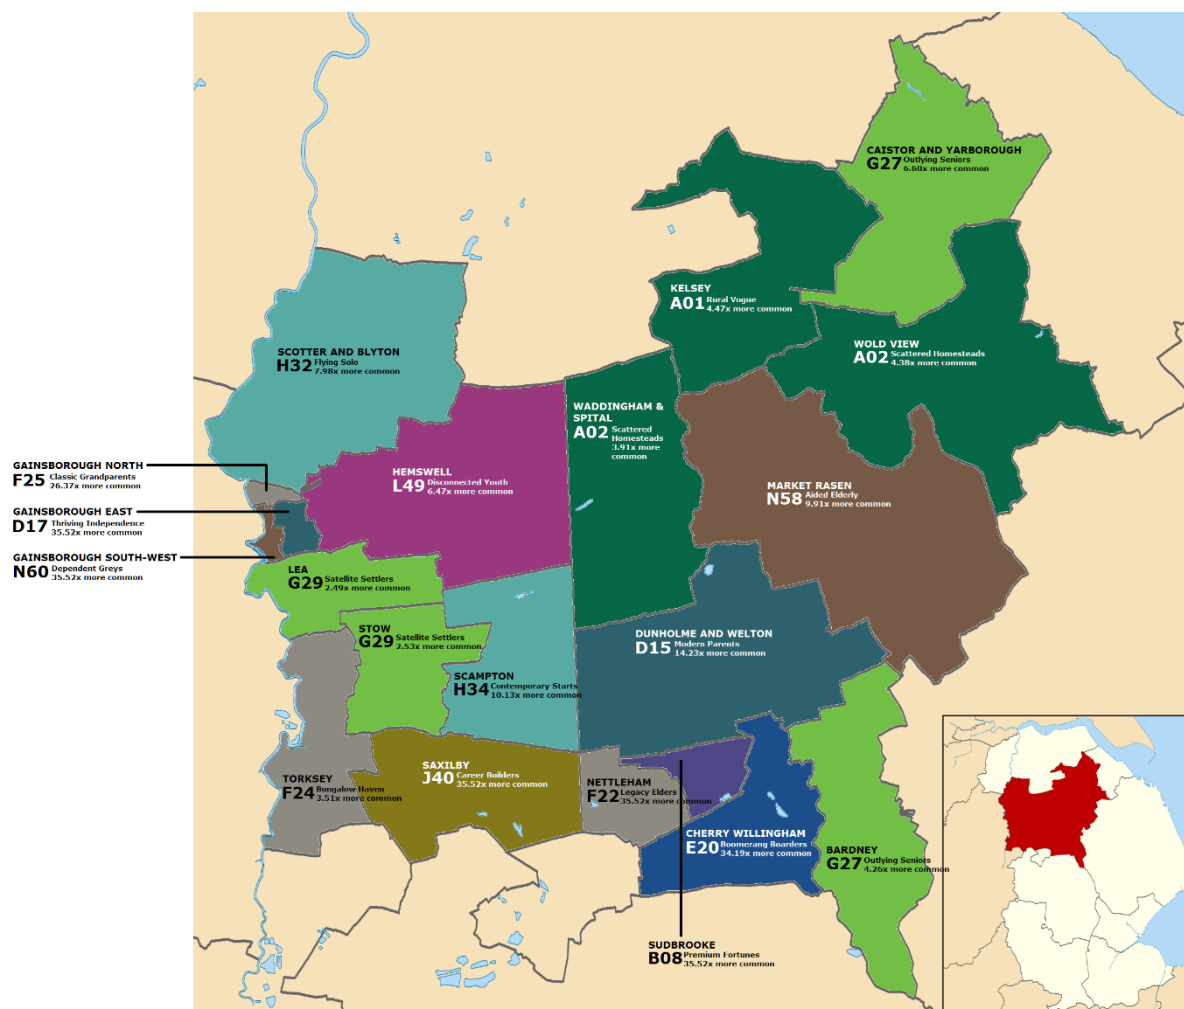 CAISTOR AND YARBOROUGH
G27 Outlying Seniors
6.60x more common
KELSEY
A01 Rural Vogue
4.47x more common
WOLD VIEW
A02 Scattered Homesteads
4.38x more common
SCOTTER AND BLYTON
H32 Flying Solo
7.98x more common
WADDINGHAM &
SPITAL
A02 Scattered
Homesteads
3.91x more
common
GAINSBOROUGH NORTH
F25 Classic Grandparents
26.37x more common
HEMSWELL
L49 Disconnected Youth
6.47x more common
MARKET RASEN
N58 Aided Elderly
9.91x more common
GAINSBOROUGH EAST
D17 Thriving Independence
35.52x more common
GAINSBOROUGH SOUTH-WEST
N60 Dependent Greys
35.52x more common
LEA
G29 Satellite Settlers
2.49x more common
STOW
G29 Satellite Settlers
2.53x more common
DUNHOLME AND WELTON
D15 Modern Parents
14.23x more common
SCAMPTON
H34 Contemporary Starts
10.13x more common
SAXILBY
J40 Career Builders
35.52x more common
TORKSEY
F24 Bungalow Haven
3.51x more common
NETTLEHAM
F22 Legacy Elders
35.52x more common
CHERRY WILLINGHAM
E20 Boomerang Boarders
34.19x more common
BARDNEY
G27 Outlying Seniors
4.26x more common
SUDBROOKE
B08 Premium Fortunes
35.52x more common